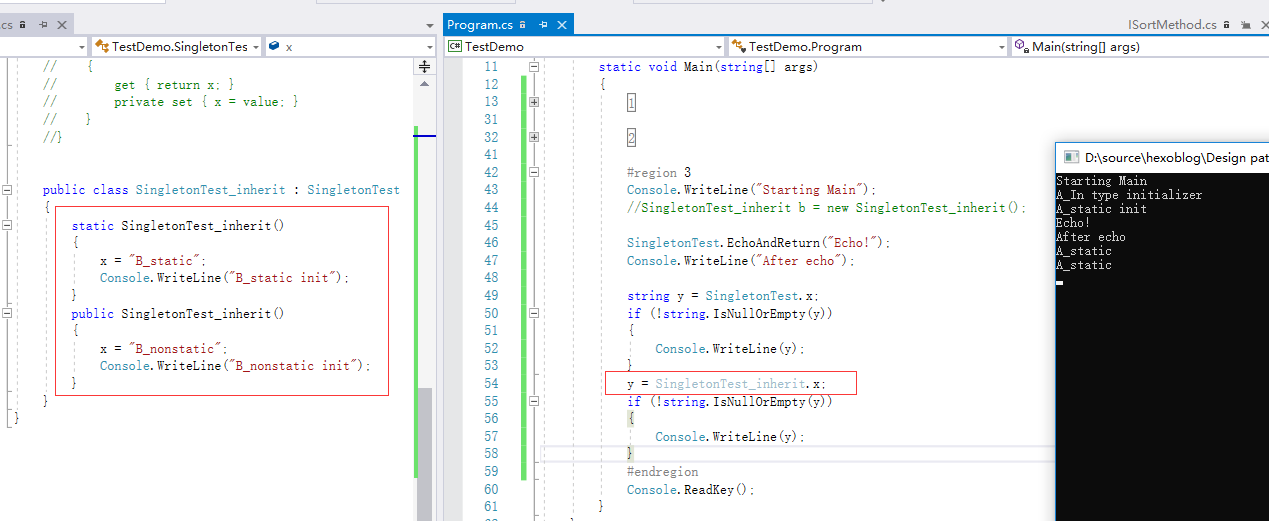 .cs
Program.cs
ISortMethod.cs
TestDemo.SingletonTes
x
C# TestDemo
TestDemo.Program
Main(string[] args)
//    {
//        get { return x; }
//        private set { x = value; }
//    }
//}
public class SingletonTest_inherit : SingletonTest
{
static SingletonTest_inherit()
{
x = "B_static";
Console.WriteLine("B_static init");
}
public SingletonTest_inherit()
{
x = "B_nonstatic";
Console.WriteLine("B_nonstatic init");
}
}
}
11 static void Main(string[] args)
12 {
13 1
31
32 2
41
42 #region 3
43 Console.WriteLine("Starting Main");
44 //SingletonTest_inherit b = new SingletonTest_inherit();
45
46 SingletonTest.EchoAndReturn("Echo!");
47 Console.WriteLine("After echo");
48
49 string y = SingletonTest.x;
50 if (!string.IsNullOrEmpty(y))
51 {
52 Console.WriteLine(y);
53 }
54 y = SingletonTest_inherit.x;
55 if (!string.IsNullOrEmpty(y))
56 {
57 Console.WriteLine(y);
58 }
59 #endregion
60 Console.ReadKey();
61 }
D:\source\hexoblog\Design pat
Starting Main
A_In type initializer
A_static init
Echo!
After echo
A_static
A_static